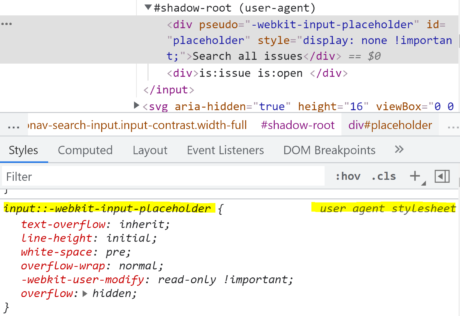 ...
▼#shadow-root (user-agent)
<div pseudo="-webkit-input-placeholder" id=
"placeholder" style="display: none !importan
t;">Search all issues</div> == $0
<div>is:issue is:open </div>
</input>
▶<svg aria-hidden="true" height="16" viewBox="0 0
... onav-search-input.input-contrast.width-full #shadow-root div#placeholder ...
Styles Computed Layout Event Listeners DOM Breakpoints »
Filter :hov .cls +
}
input::-webkit-input-placeholder { user agent stylesheet
text-overflow: inherit;
line-height: initial;
white-space: pre;
overflow-wrap: normal;
-webkit-user-modify: read-only !important;
overflow:▶ hidden;
}